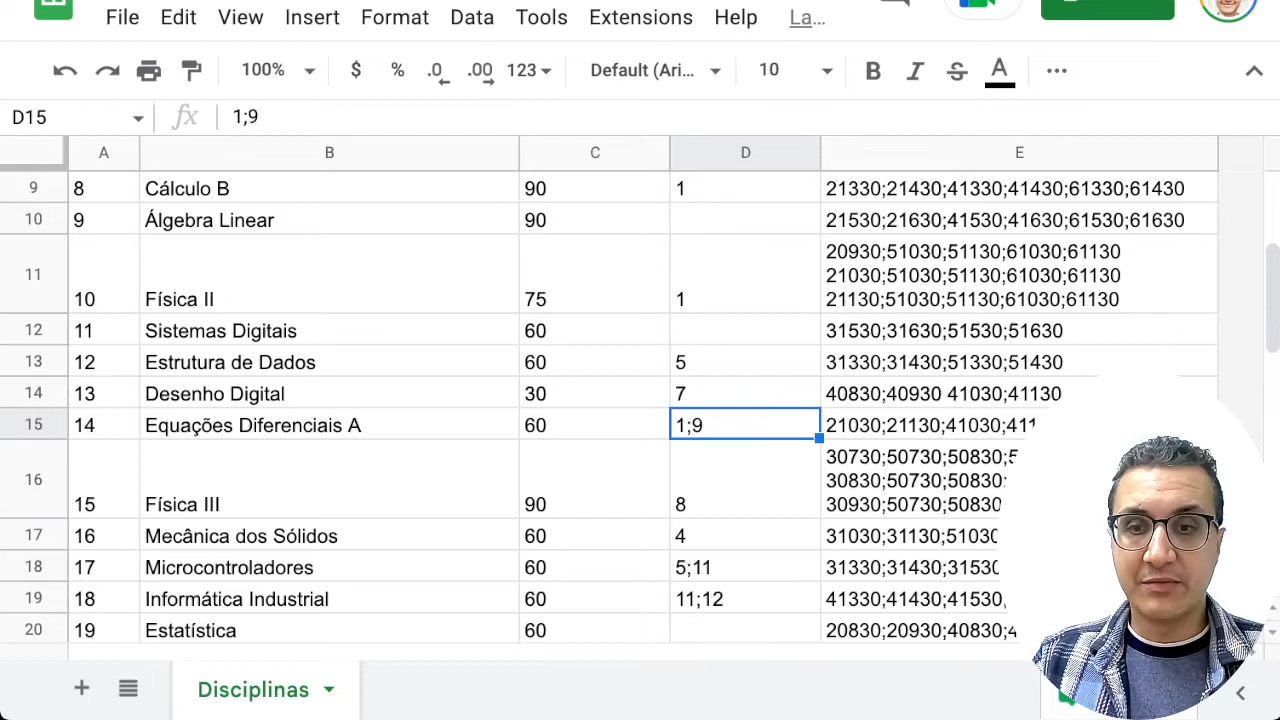 File Edit View Insert Format Data Tools Extensions Help La…
100% $ % .0 .00 123 Default (Ari... 10 B I S A
D15 fx 1;9
A B C D E
9 8 Cálculo B 90 1 21330;21430;41330;41430;61330;61430
10 9 Álgebra Linear 90 21530;21630;41530;41630;61530;61630
20930;51030;51130;61030;61130
11 21030;51030;51130;61030;61130
10 Física II 75 1 21130;51030;51130;61030;61130
12 11 Sistemas Digitais 60 31530;31630;51530;51630
13 12 Estrutura de Dados 60 5 31330;31430;51330;51430
14 13 Desenho Digital 30 7 40830;40930 41030;41130
15 14 Equações Diferenciais A 60 1;9 21030;21130;41030;411
30730;50730;50830;
16 30830;50730;50830;
15 Física III 90 8 30930;50730;50830
17 16 Mecânica dos Sólidos 60 4 31030;31130;51030
18 17 Microcontroladores 60 5;11 31330;31430;3153
19 18 Informática Industrial 60 11;12 41330;41430;41530
20 19 Estatística 60 20830;20930;40830;
+ Disciplinas